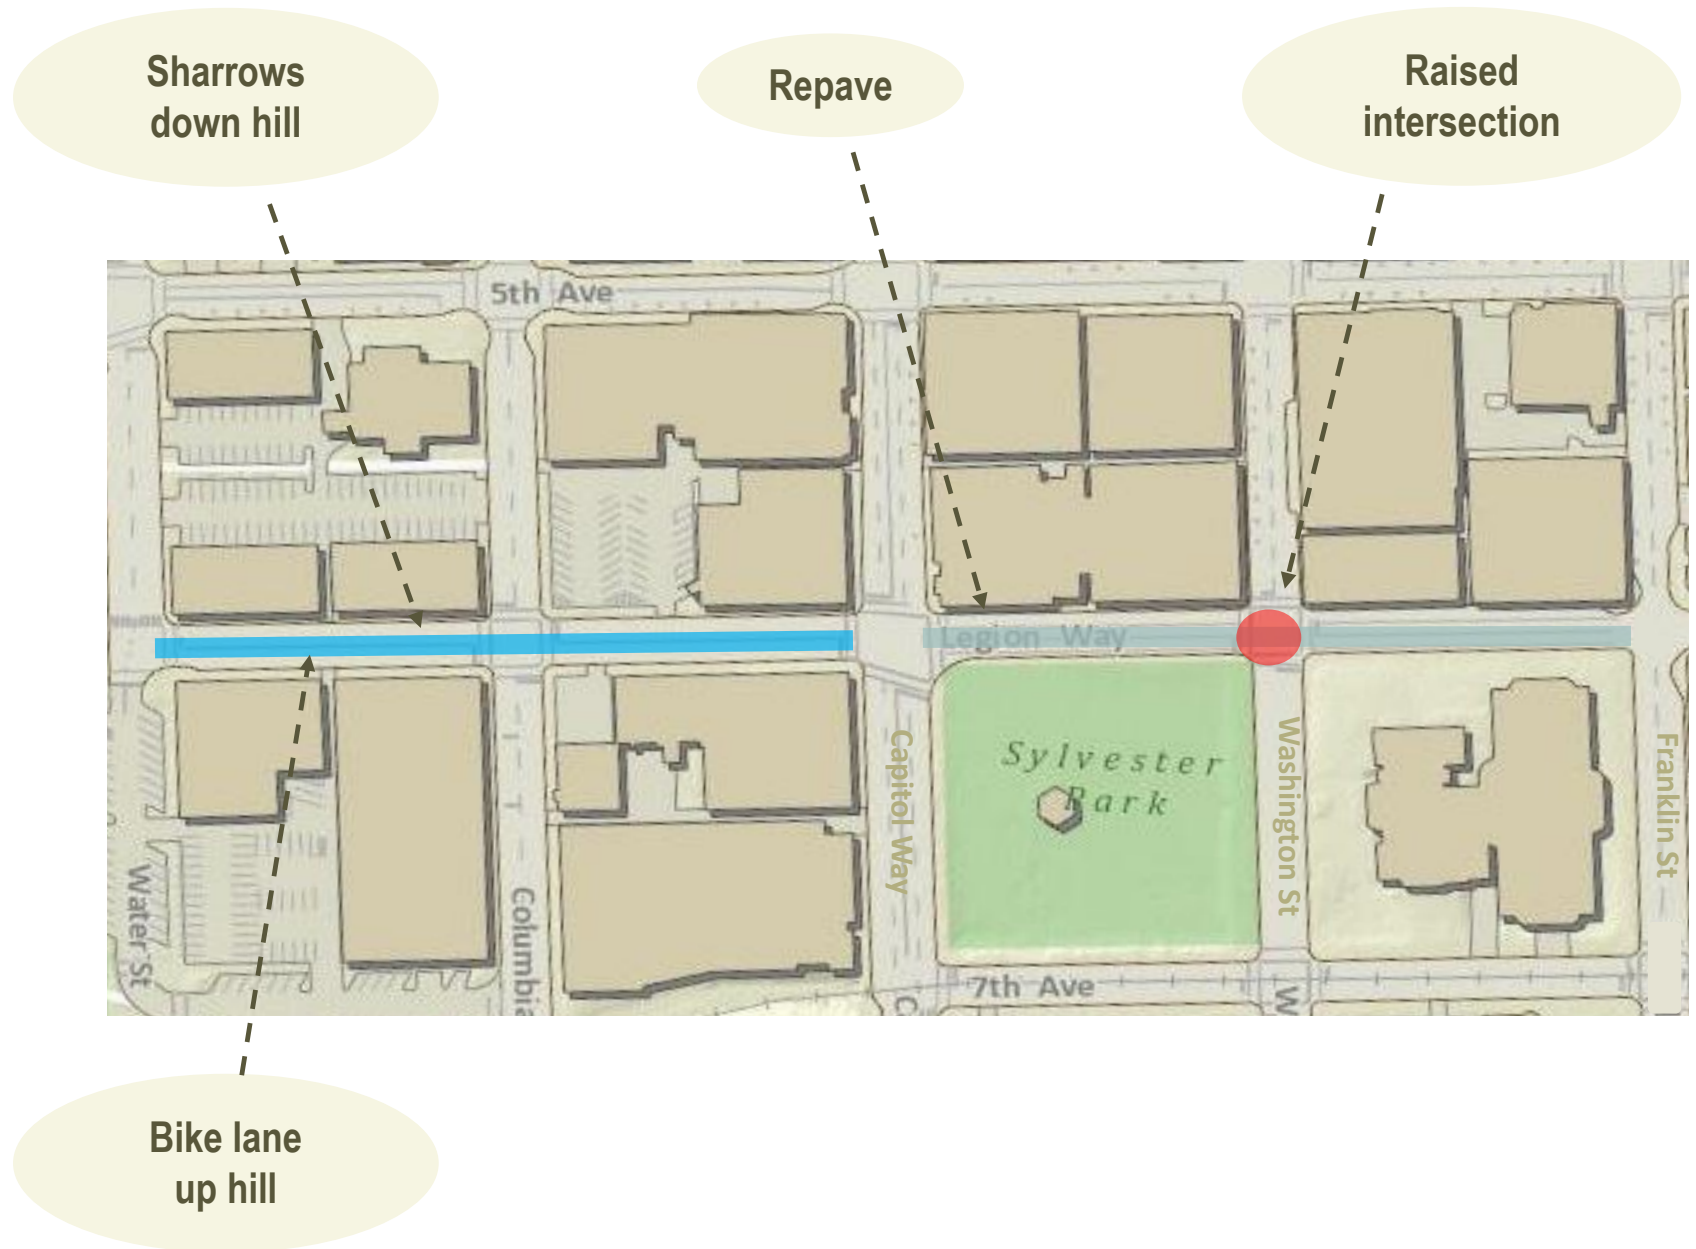 Sharrows
down hill
Repave
Raised
intersection
5th Ave
Legion Way
Sylvester
Park
Capitol Way
Washington St
Franklin St
Water St
Columbia
7th Ave
C
W
Bike lane
up hill